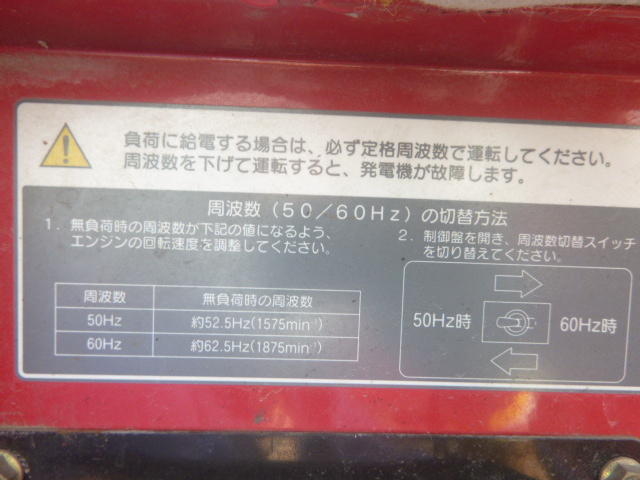 負荷に給電する場合は、必ず定格周波数で運転してください。
周波数を下げて運転すると、発電機が故障します。
周波数（５０／６０Hz）の切替方法
1. 無負荷時の周波数が下記の値になるよう、
エンジンの回転速度を調整してください。
周波数 無負荷時の周波数
50Hz 約52.5Hz(1575min⁻¹)
60Hz 約62.5Hz(1875min⁻¹)
2. 制御盤を開き、周波数切替スイッチ
を切り替えてください。
50Hz時 60Hz時